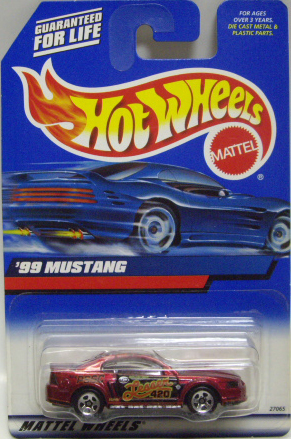 GUARANTEED
FOR LIFE
FOR AGES
OVER 3 YEARS.
DIE CAST METAL &
PLASTIC PARTS.
Hot Wheels
MATTEL
®
'99 MUSTANG
420
27065
MATTEL WHEELS